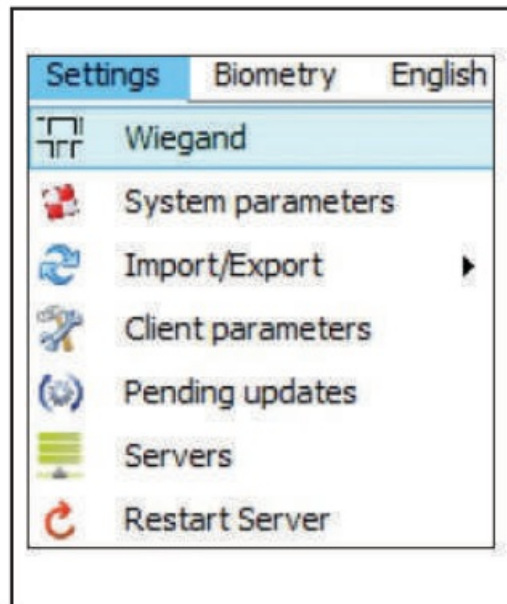 Settings Biometry English
Wiegand
System parameters
Import/Export
Client parameters
Pending updates
Servers
Restart Server